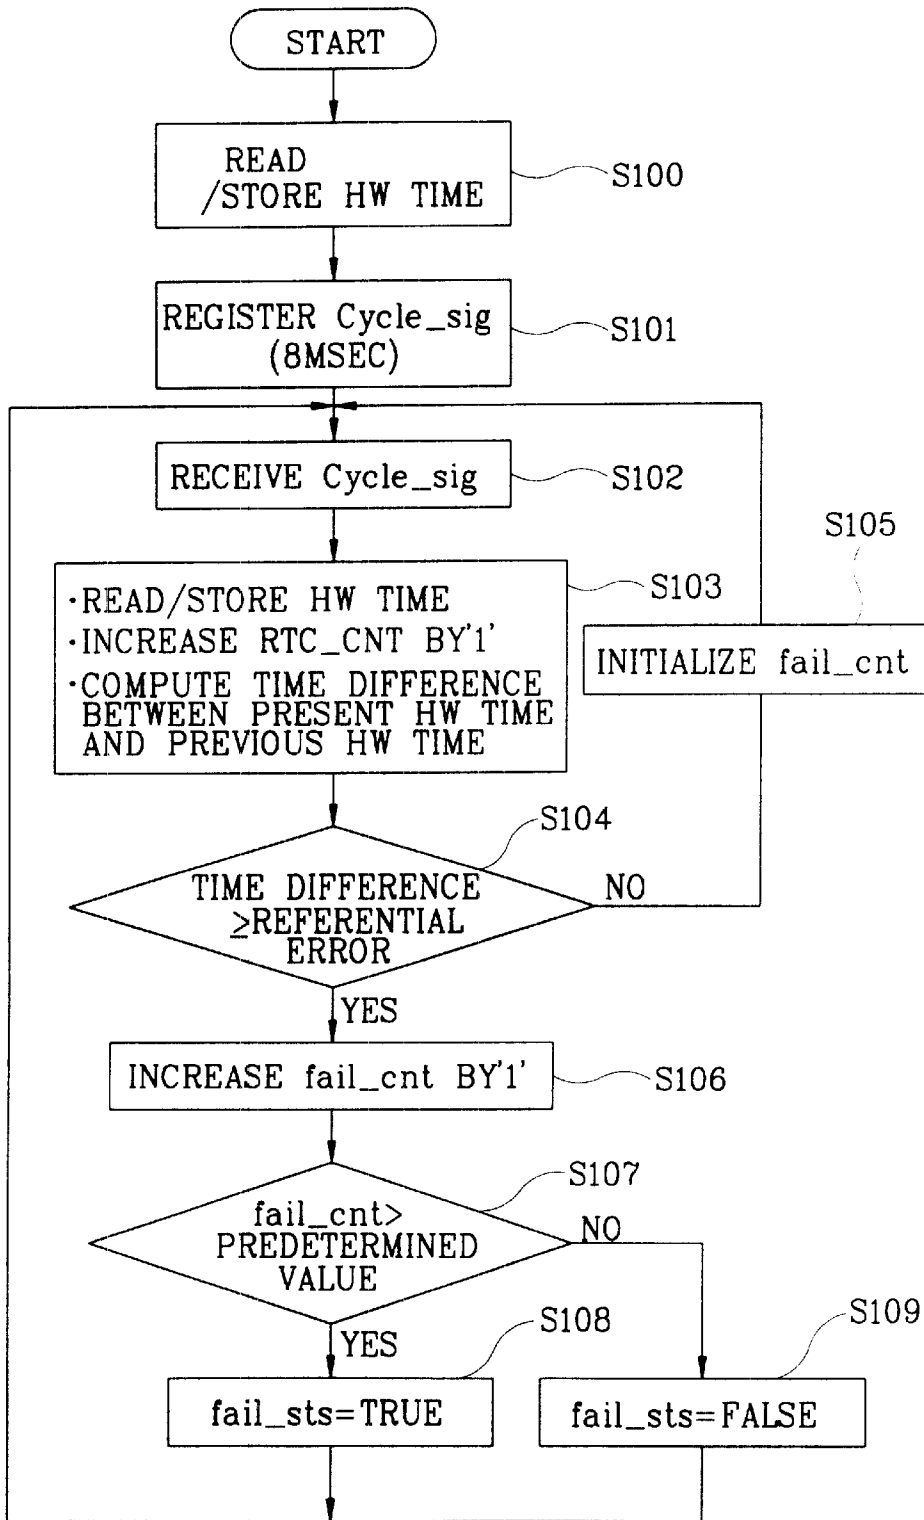 START
READ
/STORE HW TIME
S100
REGISTER Cycle_sig
(8MSEC)
S101
RECEIVE Cycle_sig
S102
S105
INITIALIZE fail_cnt
S103
·READ/STORE HW TIME
·INCREASE RTC_CNT BY'1'
·COMPUTE TIME DIFFERENCE
BETWEEN PRESENT HW TIME
AND PREVIOUS HW TIME
S104
TIME DIFFERENCE
≥REFERENTIAL
ERROR
NO
YES
INCREASE fail_cnt BY'1'
S106
S107
fail_cnt>
PREDETERMINED
VALUE
NO
YES
S108
fail_sts=TRUE
S109
fail_sts=FALSE